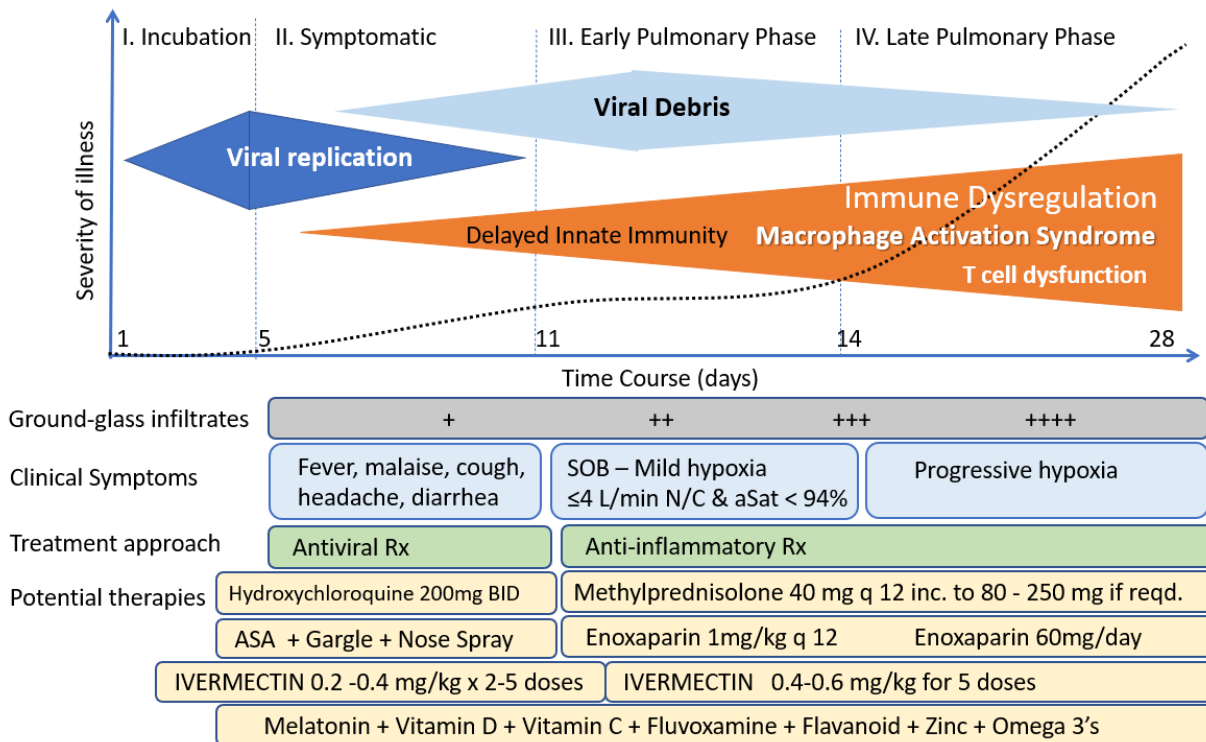 I. Incubation
II. Symptomatic
III. Early Pulmonary Phase
IV. Late Pulmonary Phase
Severity of illness
Viral Debris
Viral replication
Immune Dysregulation
Delayed Innate Immunity
Macrophage Activation Syndrome
T cell dysfunction
1
5
11
14
28
Time Course (days)
Ground-glass infiltrates
+
++
+++
++++
Clinical Symptoms
Fever, malaise, cough,
headache, diarrhea
SOB – Mild hypoxia
≤4 L/min N/C & aSat < 94%
Progressive hypoxia
Treatment approach
Antiviral Rx
Anti-inflammatory Rx
Potential therapies
Hydroxychloroquine 200mg BID
Methylprednisolone 40 mg q 12 inc. to 80 - 250 mg if reqd.
ASA + Gargle + Nose Spray
Enoxaparin 1mg/kg q 12
Enoxaparin 60mg/day
IVERMECTIN 0.2 -0.4 mg/kg x 2-5 doses
IVERMECTIN 0.4-0.6 mg/kg for 5 doses
Melatonin + Vitamin D + Vitamin C + Fluvoxamine + Flavanoid + Zinc + Omega 3's